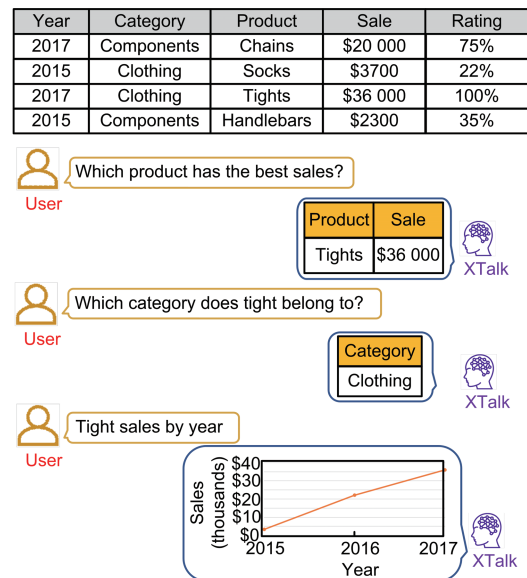 Year Category Product Sale Rating
2017 Components Chains $20 000 75%
2015 Clothing Socks $3700 22%
2017 Clothing Tights $36 000 100%
2015 Components Handlebars $2300 35%
Which product has the best sales?
User
Product Sale
Tights $36 000
XTalk
Which category does tight belong to?
User
Category
Clothing
XTalk
Tight sales by year
User
Sales
(thousands)
$40
$30
$20
$10
$0
2015 2016 2017
Year
XTalk